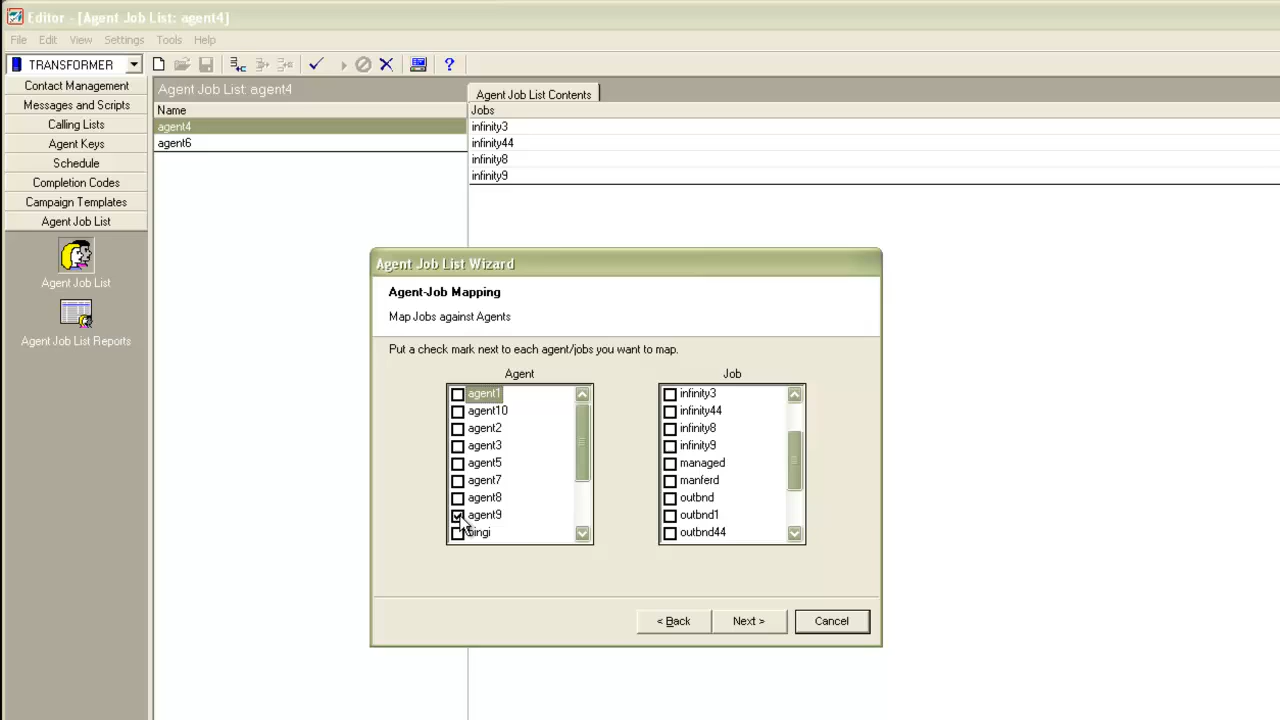 Editor - [Agent Job List: agent4]
File Edit View Settings Tools Help
TRANSFORMER
Contact Management
Messages and Scripts
Calling Lists
Agent Keys
Schedule
Completion Codes
Campaign Templates
Agent Job List
Agent Job List
Agent Job List Reports
Agent Job List: agent4
Name
agent4
agent6
Agent Job List Contents
Jobs
infinity3
infinity44
infinity8
infinity9
Agent Job List Wizard
Agent-Job Mapping
Map Jobs against Agents
Put a check mark next to each agent/jobs you want to map.
Agent
agent1
agent10
agent2
agent3
agent5
agent7
agent8
agent9
Job
infinity3
infinity44
infinity8
infinity9
managed
manferd
outbnd
outbnd1
outbnd44
< Back
Next >
Cancel